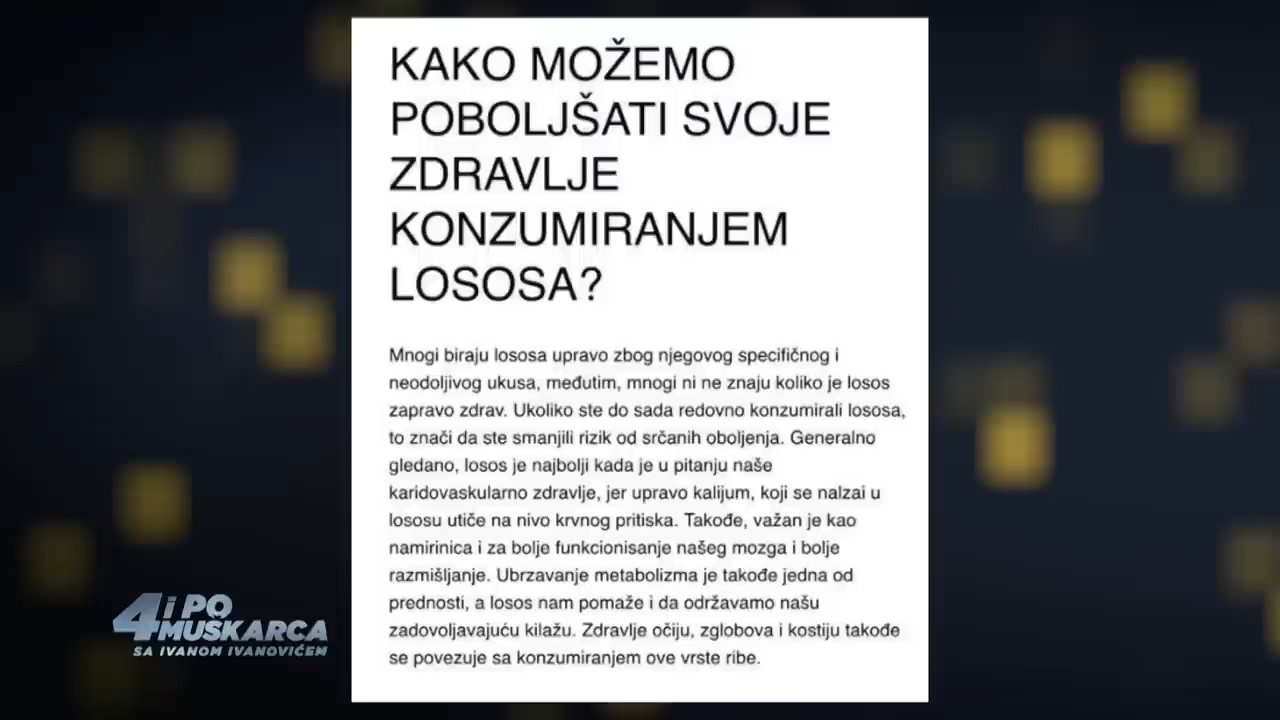 KAKO MOŽEMO
POBOLJŠATI SVOJE
ZDRAVLJE
KONZUMIRANJEM
LOSOSA?
Mnogi biraju lososa upravo zbog njegovog specifičnog i
neodoljivog ukusa, međutim, mnogi ni ne znaju koliko je losos
zapravo zdrav. Ukoliko ste do sada redovno konzumirali lososa,
to znači da ste smanjili rizik od srčanih oboljenja. Generalno
gledano, losos je najbolji kada je u pitanju naše
karidovaskularno zdravlje, jer upravo kalijum, koji se nalzai u
lososu utiče na nivo krvnog pritiska. Takođe, važan je kao
namirinica i za bolje funkcionisanje našeg mozga i bolje
razmišljanje. Ubrzavanje metabolizma je takođe jedna od
prednosti, a losos nam pomaže i da održavamo našu
zadovoljavajuću kilažu. Zdravlje očiju, zglobova i kostiju takođe
se povezuje sa konzumiranjem ove vrste ribe.
4 i PO
MUŠKARCA
SA IVANOM IVANOVIĆEM